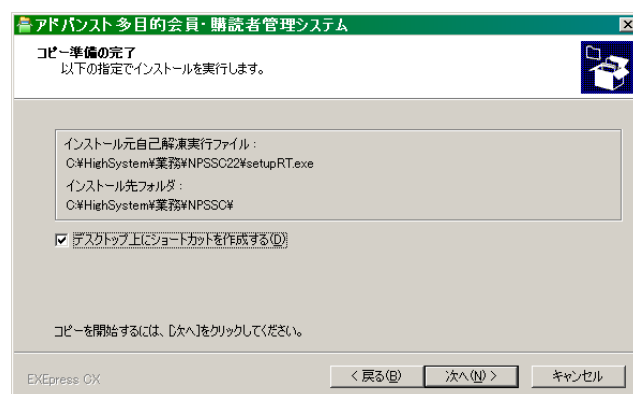 アドバンスト多目的会員・購読者管理システム
コピー準備の完了
以下の指定でインストールを実行します。
インストール元自己解凍実行ファイル：
C:¥HighSystem¥業務¥NPSSC22¥setupRT.exe
インストール先フォルダ：
C:¥HighSystem¥業務¥NPSSC¥
デスクトップ上にショートカットを作成する(D)
コピーを開始するには、[次へ]をクリックしてください。
EXEpress CX
< 戻る(B) 次へ(N) > キャンセル